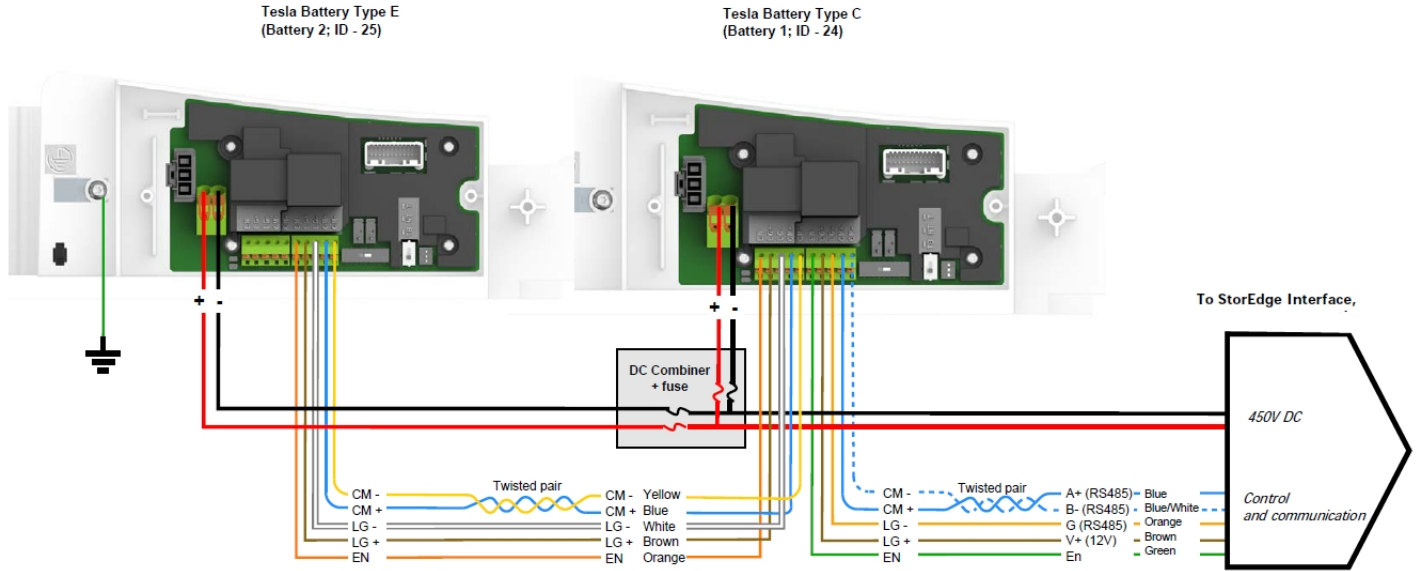 Tesla Battery Type E
(Battery 2; ID - 25)
Tesla Battery Type C
(Battery 1; ID - 24)
To StorEdge Interface,
+ -
+ -
DC Combiner
+ fuse
450V DC
Control
and communication
CM -
CM +
LG -
LG +
EN
Twisted pair
CM - Yellow
CM + Blue
LG - White
LG + Brown
EN Orange
CM -
CM +
LG -
LG +
EN
Twisted pair
A+ (RS485) Blue
B- (RS485) Blue/White
G (RS485) Orange
V+ (12V) Brown
En Green